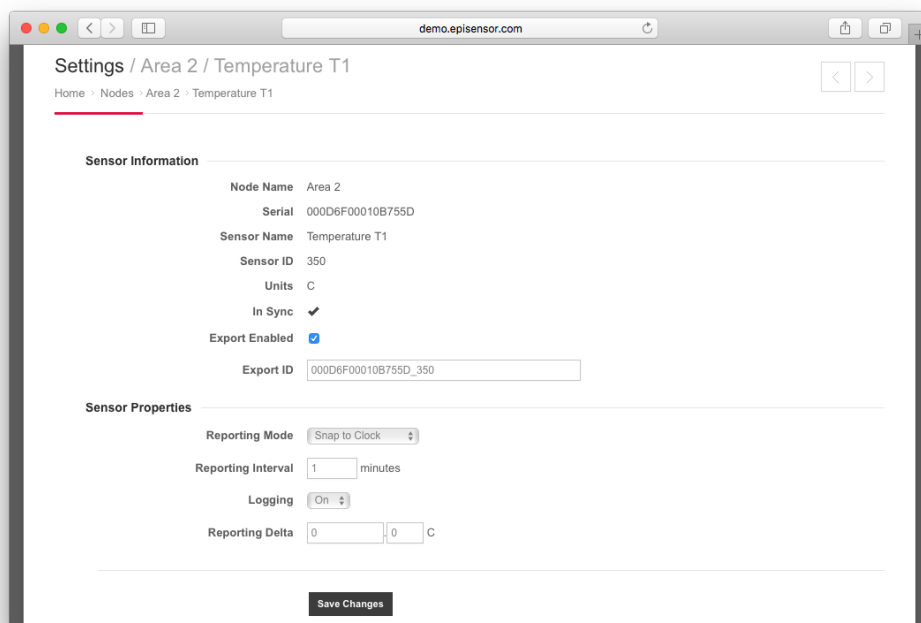 demo.episensor.com
Settings / Area 2 / Temperature T1
Home › Nodes › Area 2 › Temperature T1
Sensor Information
Node Name Area 2
Serial 000D6F00010B755D
Sensor Name Temperature T1
Sensor ID 350
Units C
In Sync ✔
Export Enabled
Export ID 000D6F00010B755D_350
Sensor Properties
Reporting Mode Snap to Clock
Reporting Interval 1 minutes
Logging On
Reporting Delta 0 . 0 C
Save Changes